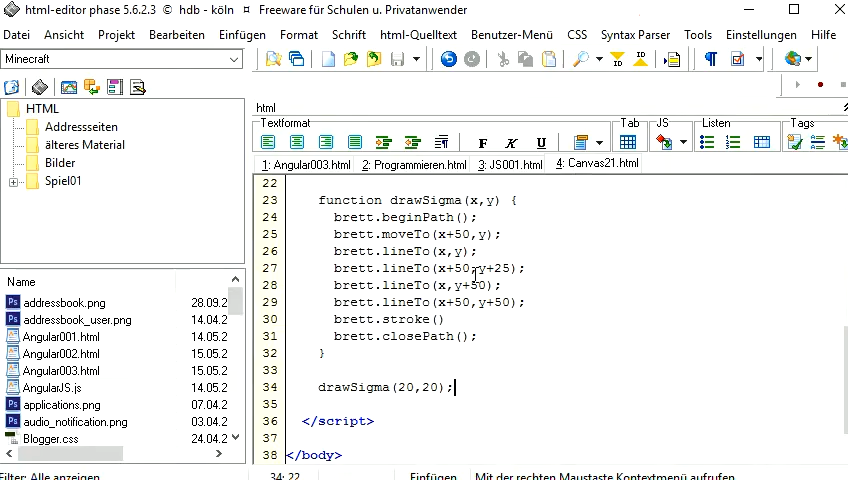 html-editor phase 5.6.2.3 © hdb - köln ¤ Freeware für Schulen u. Privatanwender
Datei Ansicht Projekt Bearbeiten Einfügen Format Schrift html-Quelltext Benutzer-Menü CSS Syntax Parser Tools Einstellungen Hilfe
Minecraft
html
Textformat Tab JS Listen Tags
F K U
1: Angular003.html 2: Programmieren.html 3: JS001.html 4: Canvas21.html
HTML
Addressseiten
älteres Material
Bilder
Spiel01
Name
addressbook.png 28.09.2
addressbook_user.png 14.04.2
Angular001.html 14.05.2
Angular002.html 15.05.2
Angular003.html 15.05.2
AngularJS.js 14.05.2
applications.png 07.04.2
audio_notification.png 03.04.2
Blogger.css 24.04.2
22
23 function drawSigma(x,y) {
24 brett.beginPath();
25 brett.moveTo(x+50,y);
26 brett.lineTo(x,y);
27 brett.lineTo(x+50,y+25);
28 brett.lineTo(x,y+50);
29 brett.lineTo(x+50,y+50);
30 brett.stroke()
31 brett.closePath();
32 }
33
34 drawSigma(20,20);
35
36 </script>
37
38 </body>
Filter: Alle anzeigen
34: 22 Einfügen Mit der rechten Maustaste Kontextmenü aufrufen